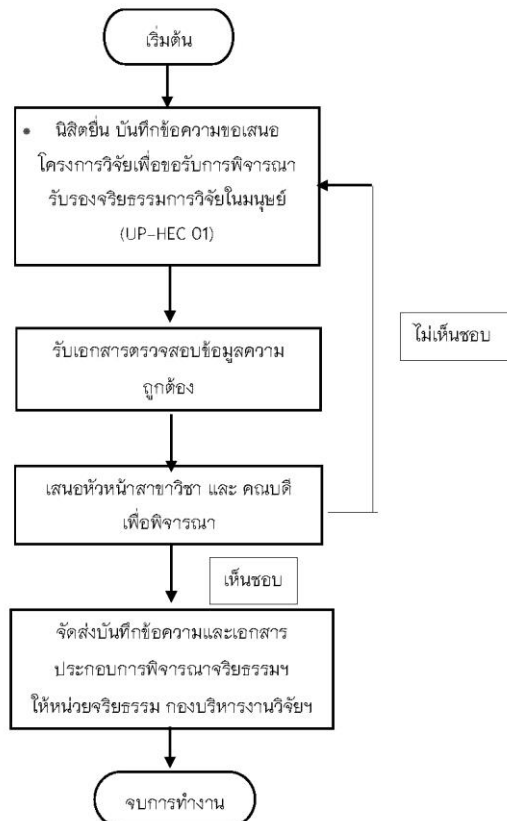 เริ่มต้น
• นิสิตยื่น บันทึกข้อความขอเสนอ
โครงการวิจัยเพื่อขอรับการพิจารณา
รับรองจริยธรรมการวิจัยในมนุษย์
(UP-HEC 01)
ไม่เห็นชอบ
รับเอกสารตรวจสอบข้อมูลความ
ถูกต้อง
เสนอหัวหน้าสาขาวิชา และ คณบดี
เพื่อพิจารณา
เห็นชอบ
จัดส่งบันทึกข้อความและเอกสาร
ประกอบการพิจารณาจริยธรรมฯ
ให้หน่วยจริยธรรม กองบริหารงานวิจัยฯ
จบการทำงาน